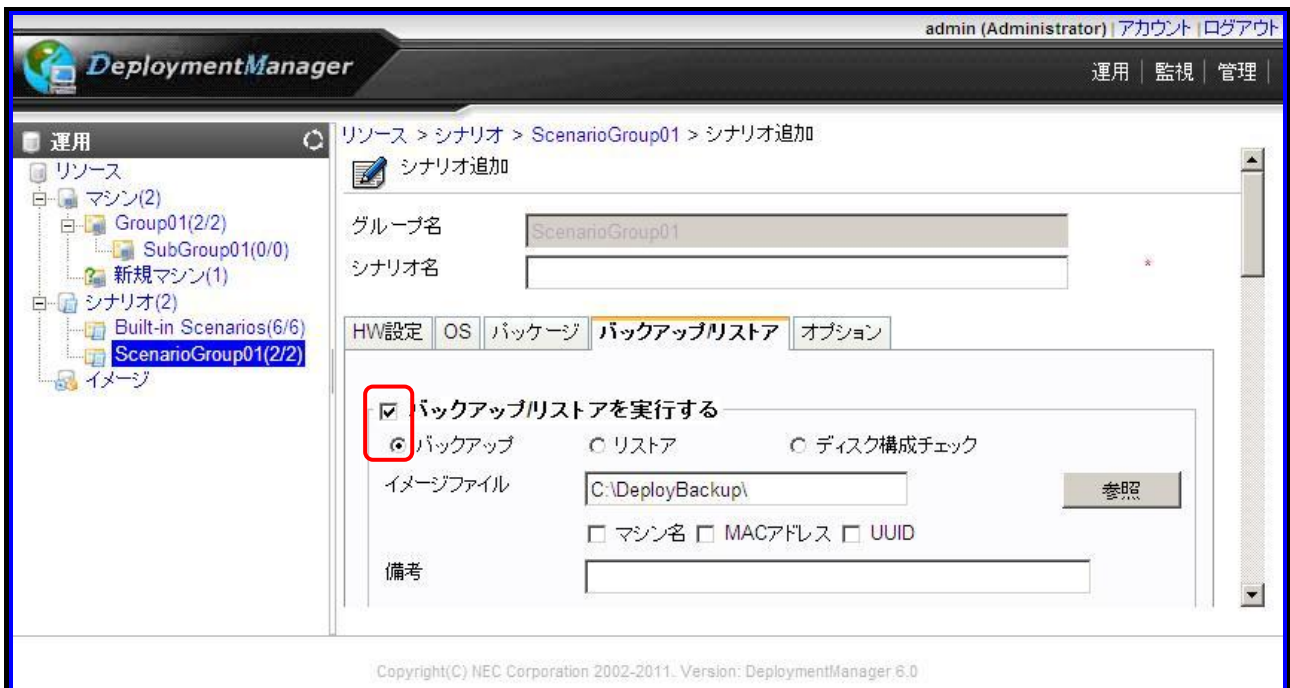 admin (Administrator) | アカウント | ログアウト
DeploymentManager
運用 | 監視 | 管理 |
運用
リソース
マシン(2)
Group01(2/2)
SubGroup01(0/0)
新規マシン(1)
シナリオ(2)
Built-in Scenarios(6/6)
ScenarioGroup01(2/2)
イメージ
リソース > シナリオ > ScenarioGroup01 > シナリオ追加
シナリオ追加
グループ名 ScenarioGroup01
シナリオ名 *
HW設定 OS パッケージ バックアップ/リストア オプション
バックアップ/リストアを実行する
バックアップ リストア ディスク構成チェック
イメージファイル C:\DeployBackup\ 参照
マシン名 MACアドレス UUID
備考
Copyright(C) NEC Corporation 2002-2011. Version: DeploymentManager 6.0